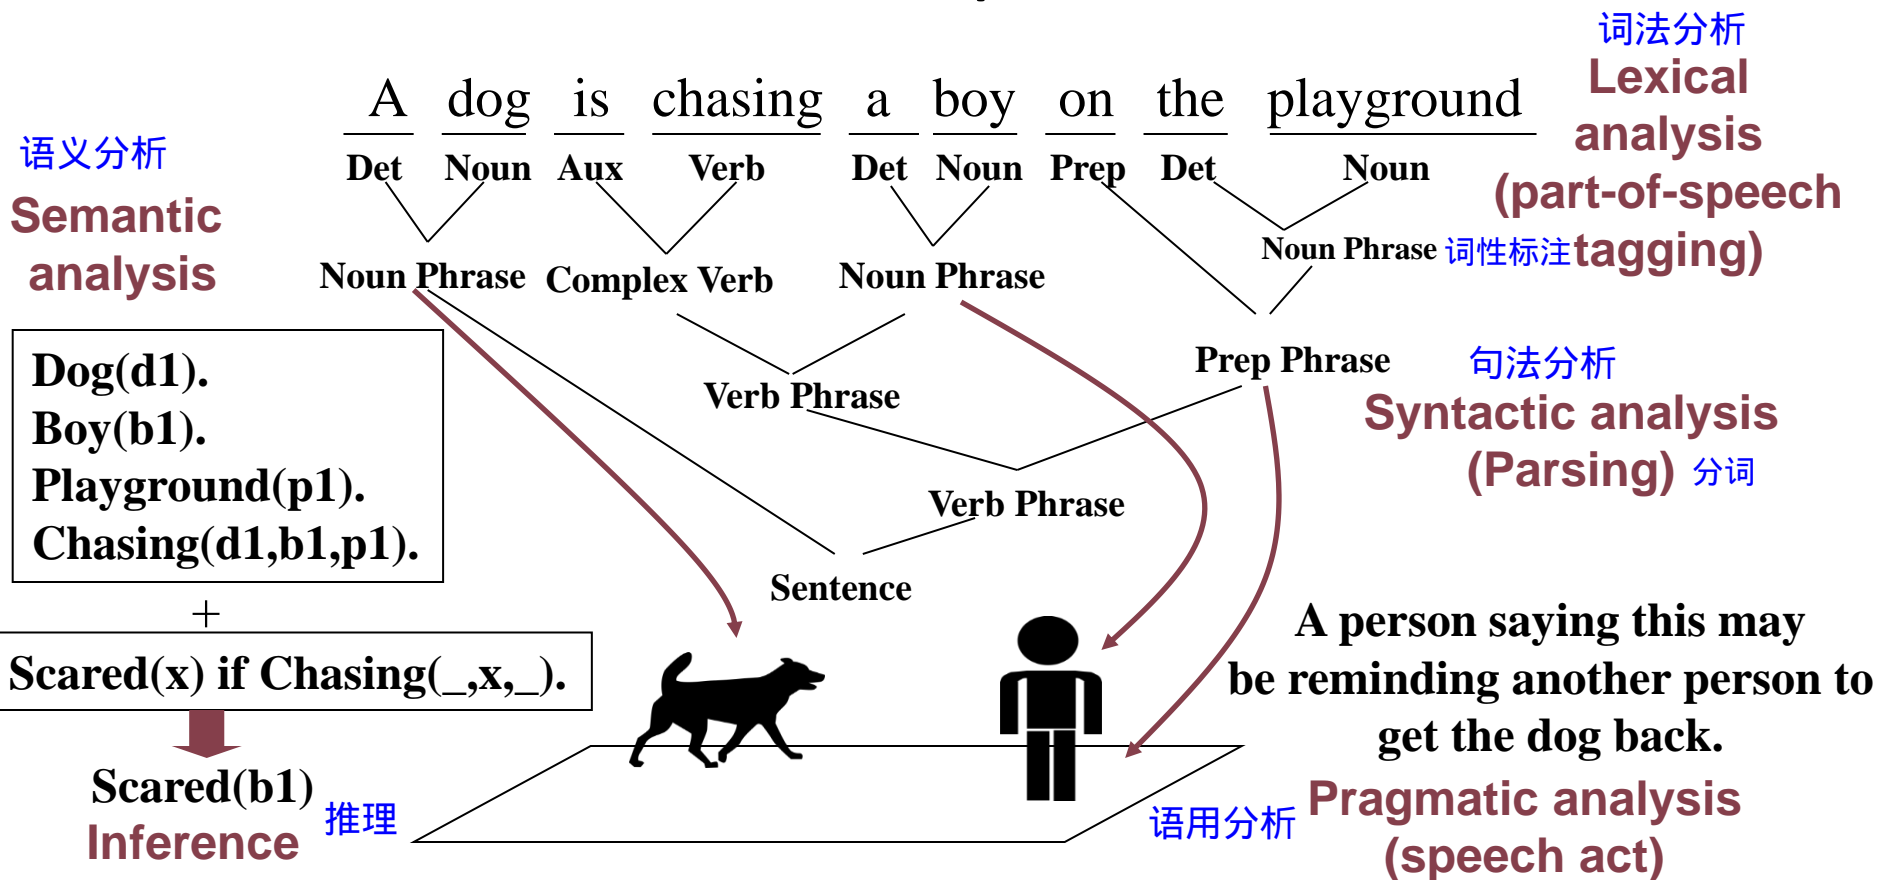 词法分析
A dog is chasing a boy on the playground
Lexical
analysis
(part-of-speech
tagging)
词性标注
Det Noun Aux Verb Det Noun Prep Det Noun
语义分析
Semantic
analysis
Noun Phrase
Noun Phrase Complex Verb Noun Phrase
Prep Phrase
Verb Phrase
句法分析
Syntactic analysis
(Parsing)
分词
Verb Phrase
Sentence
Dog(d1).
Boy(b1).
Playground(p1).
Chasing(d1,b1,p1).
+
Scared(x) if Chasing(_,x,_).
Scared(b1)
Inference
推理
A person saying this may
be reminding another person to
get the dog back.
语用分析
Pragmatic analysis
(speech act)